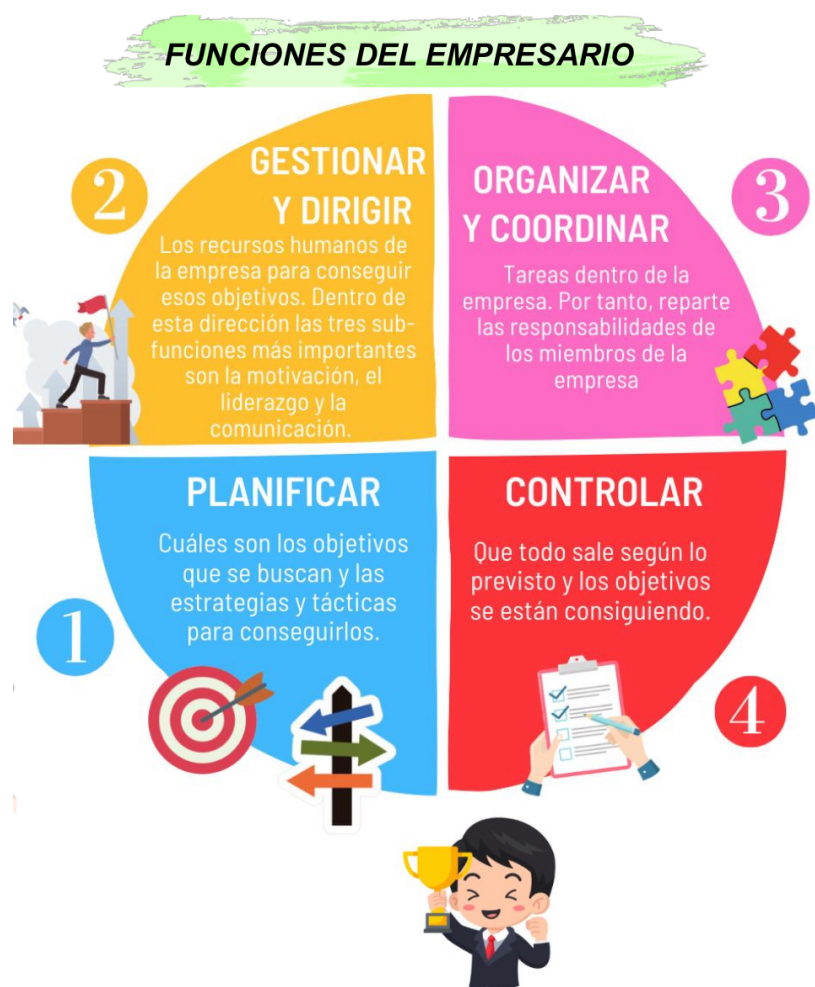 FUNCIONES DEL EMPRESARIO
2
GESTIONAR
Y DIRIGIR
Los recursos humanos de
la empresa para conseguir
esos objetivos. Dentro de
esta dirección las tres sub-
funciones más importantes
son la motivación, el
liderazgo y la
comunicación.
3
ORGANIZAR
Y COORDINAR
Tareas dentro de la
empresa. Por tanto, reparte
las responsabilidades de
los miembros de la
empresa
1
PLANIFICAR
Cuáles son los objetivos
que se buscan y las
estrategias y tácticas
para conseguirlos.
CONTROLAR
Que todo sale según lo
previsto y los objetivos
se están consiguiendo.
4